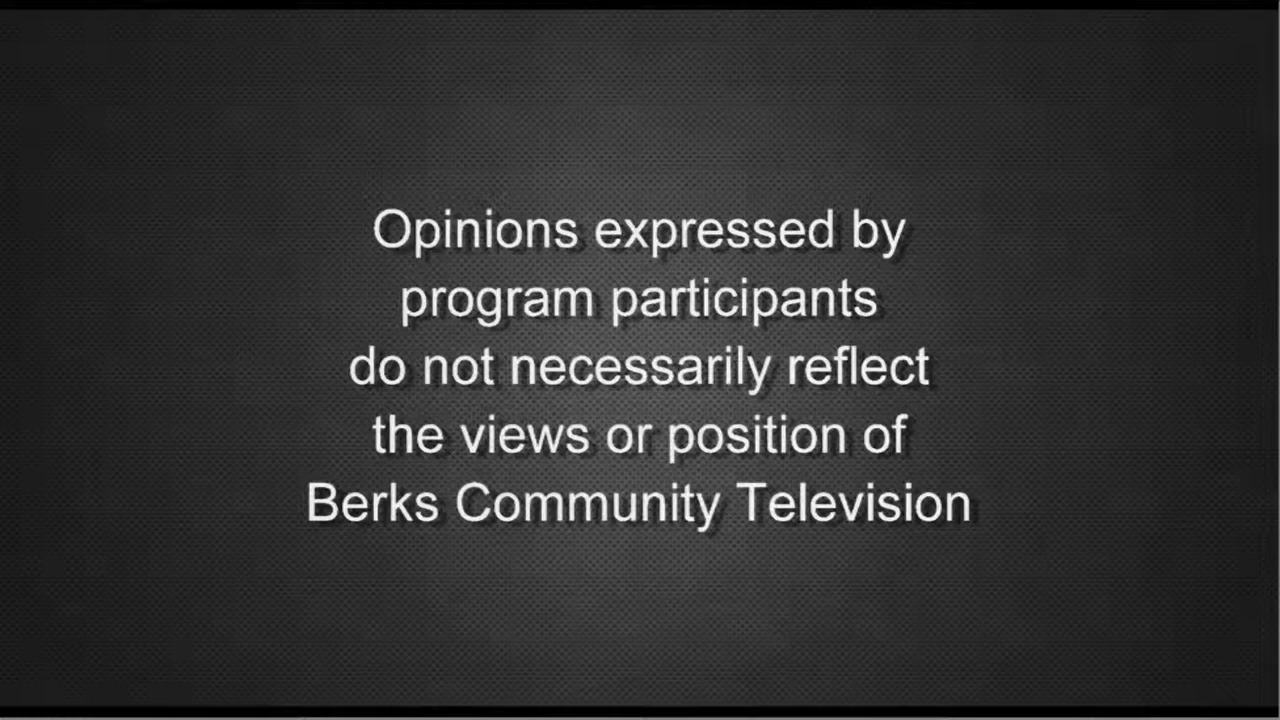 Opinions expressed by
program participants
do not necessarily reflect
the views or position of
Berks Community Television